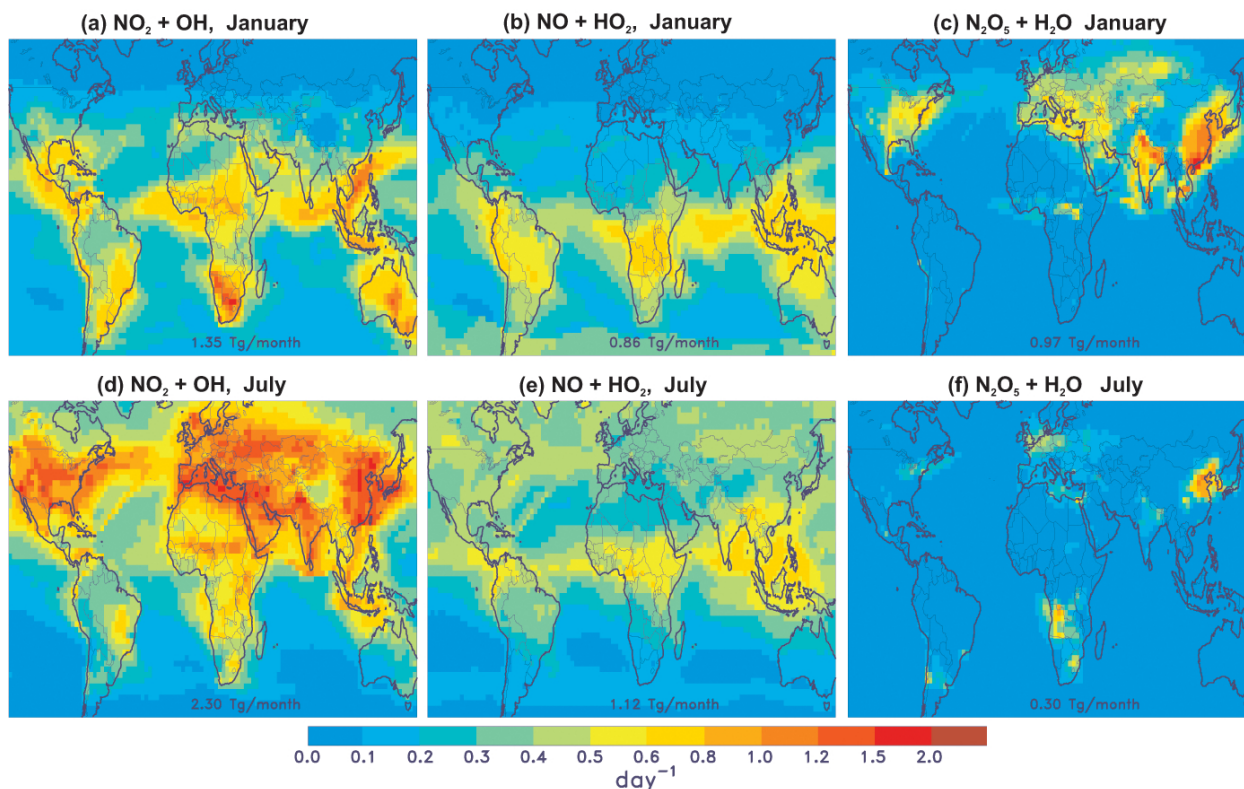 (a) NO₂ + OH, January
(b) NO + HO₂, January
(c) N₂O₅ + H₂O January
1.35 Tg/month
0.86 Tg/month
0.97 Tg/month
(d) NO₂ + OH, July
(e) NO + HO₂, July
(f) N₂O₅ + H₂O July
2.30 Tg/month
1.12 Tg/month
0.30 Tg/month
0.0 0.1 0.2 0.3 0.4 0.5 0.6 0.8 1.0 1.2 1.5 2.0
day⁻¹